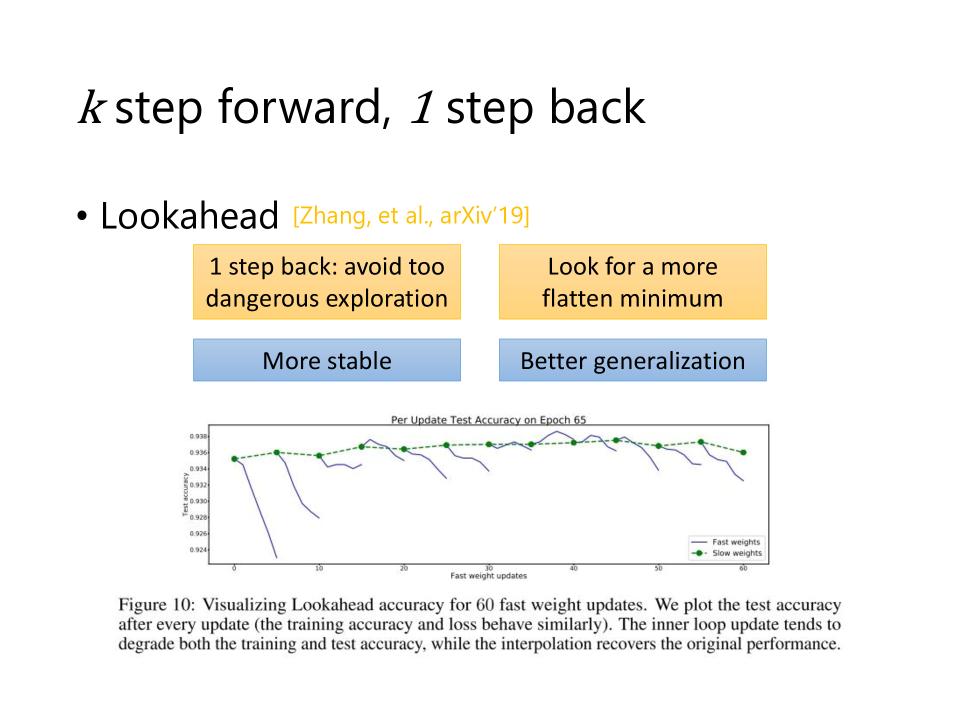 k step forward, 1 step back
• Lookahead [Zhang, et al., arXiv'19]
1 step back: avoid too
dangerous exploration
Look for a more
flatten minimum
More stable
Better generalization
Per Update Test Accuracy on Epoch 65
0.938
0.936
0.934
0.932
0.930
0.928
0.926
0.924
Test accuracy
Fast weights
Slow weights
0 10 20 30 40 50 60
Fast weight updates
Figure 10: Visualizing Lookahead accuracy for 60 fast weight updates. We plot the test accuracy
after every update (the training accuracy and loss behave similarly). The inner loop update tends to
degrade both the training and test accuracy, while the interpolation recovers the original performance.